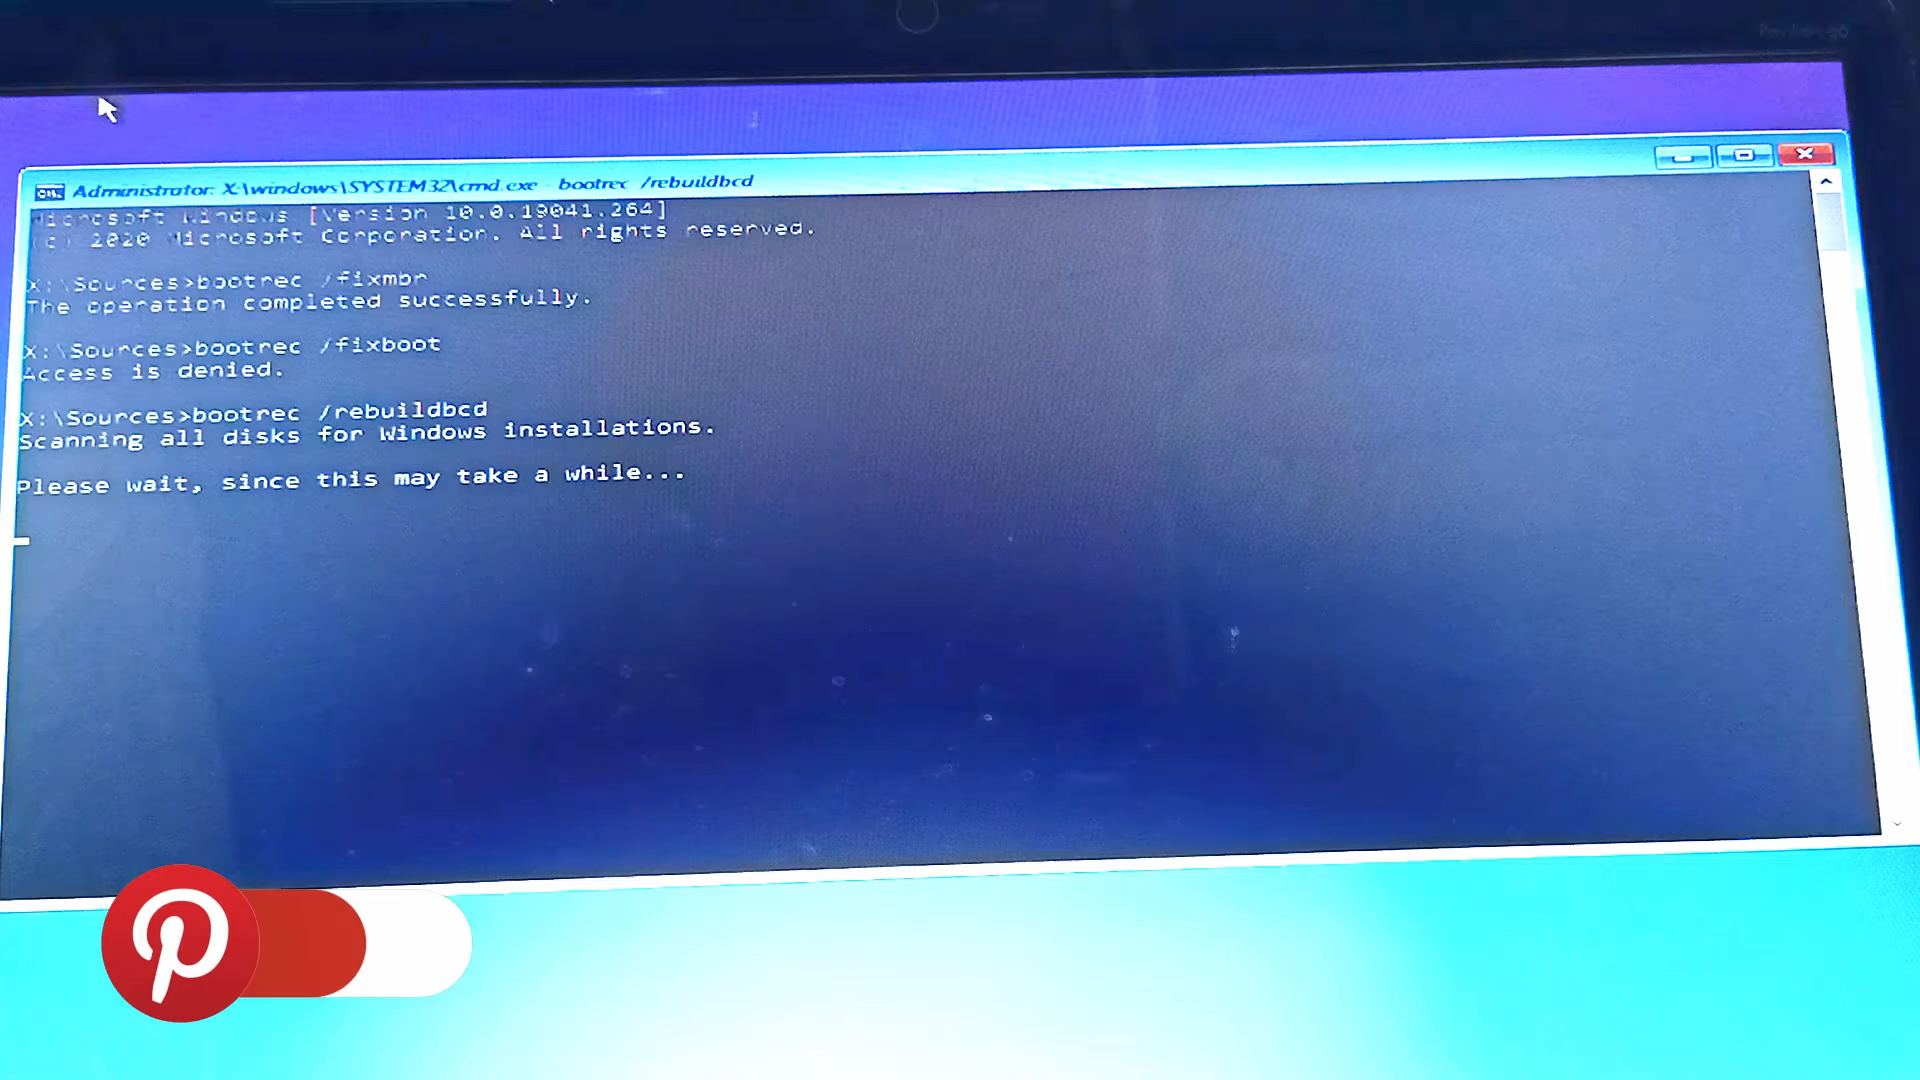 Administrator: X:\windows\SYSTEM32\cmd.exe - bootrec /rebuildbcd
Microsoft Windows [Version 10.0.19041.264]
(c) 2020 Microsoft Corporation. All rights reserved.
X:\Sources>bootrec /fixmbr
The operation completed successfully.
X:\Sources>bootrec /fixboot
Access is denied.
X:\Sources>bootrec /rebuildbcd
Scanning all disks for Windows installations.
Please wait, since this may take a while...